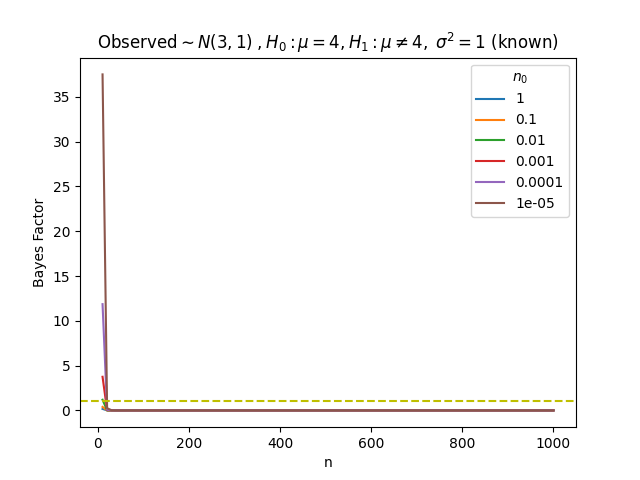 Observed ~ N(3, 1) , H₀ : μ = 4, H₁ : μ ≠ 4, σ² = 1 (known)
n₀
1
0.1
0.01
0.001
0.0001
1e-05
35
30
25
20
15
10
5
0
Bayes Factor
0 200 400 600 800 1000
n